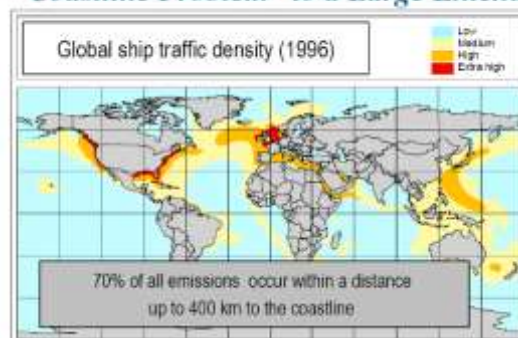 Global ship traffic density (1996)
Low
Medium
High
Extra high
70% of all emissions occur within a distance
up to 400 km to the coastline